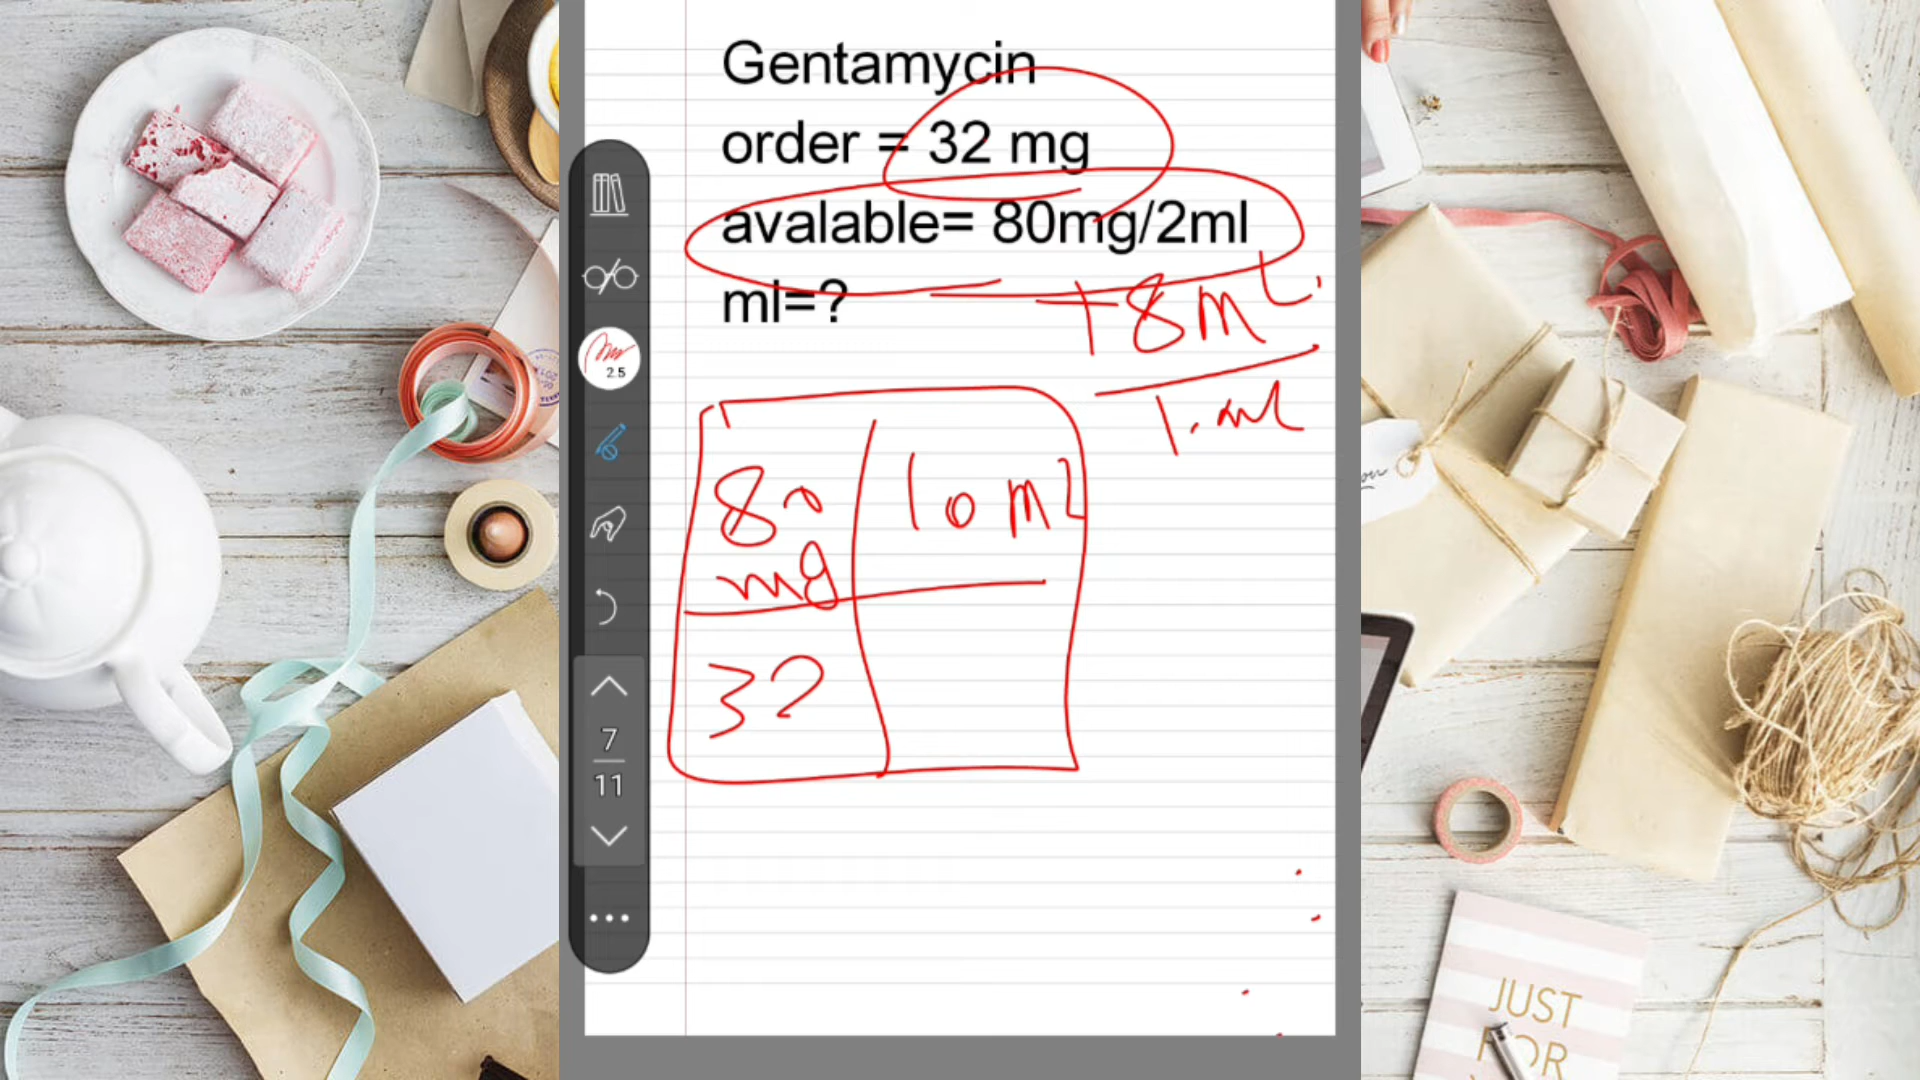 Gentamycin
order = 32 mg
avalable= 80mg/2ml
ml=?
+8ml
1.ml
80 10 ml
mg
32
2.5
7
11
JUST
FOR